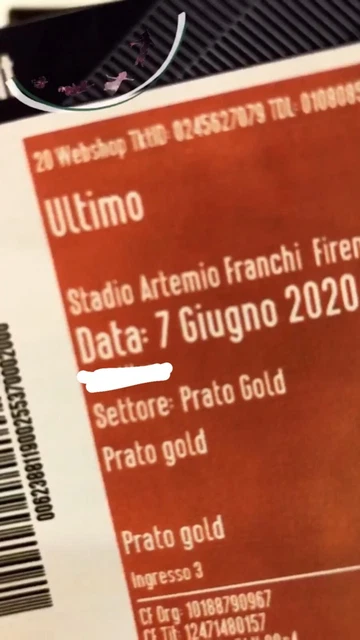 20 Webshop TktID: 0245627079 TDL:
Ultimo
Stadio Artemio Franchi Firen
Data: 7 Giugno 2020
Settore: Prato Gold
Prato gold
Prato gold
Ingresso 3
Cf Org: 10188790967
Cf Tit: 12471480157